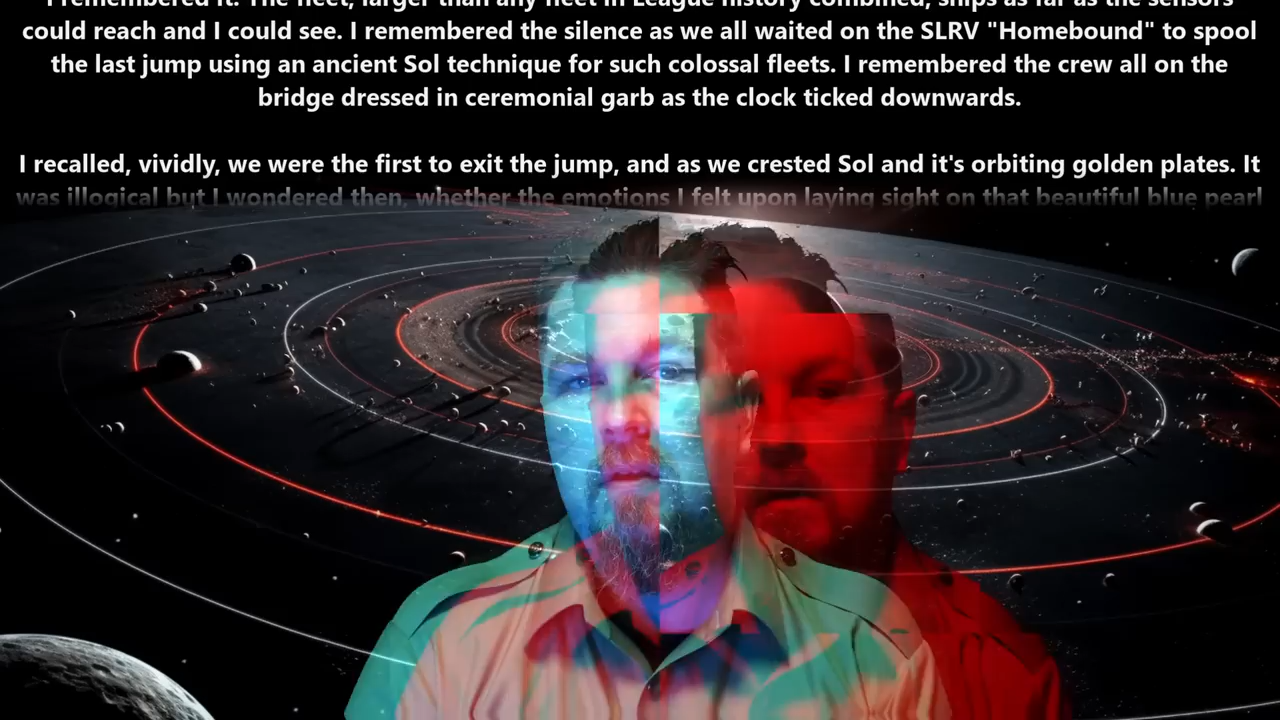 I remembered it. The fleet, larger than any fleet in League history combined, ships as far as the sensors
could reach and I could see. I remembered the silence as we all waited on the SLRV "Homebound" to spool
the last jump using an ancient Sol technique for such colossal fleets. I remembered the crew all on the
bridge dressed in ceremonial garb as the clock ticked downwards.
I recalled, vividly, we were the first to exit the jump, and as we crested Sol and it's orbiting golden plates. It
was illogical but I wondered then, whether the emotions I felt upon laying sight on that beautiful blue pearl